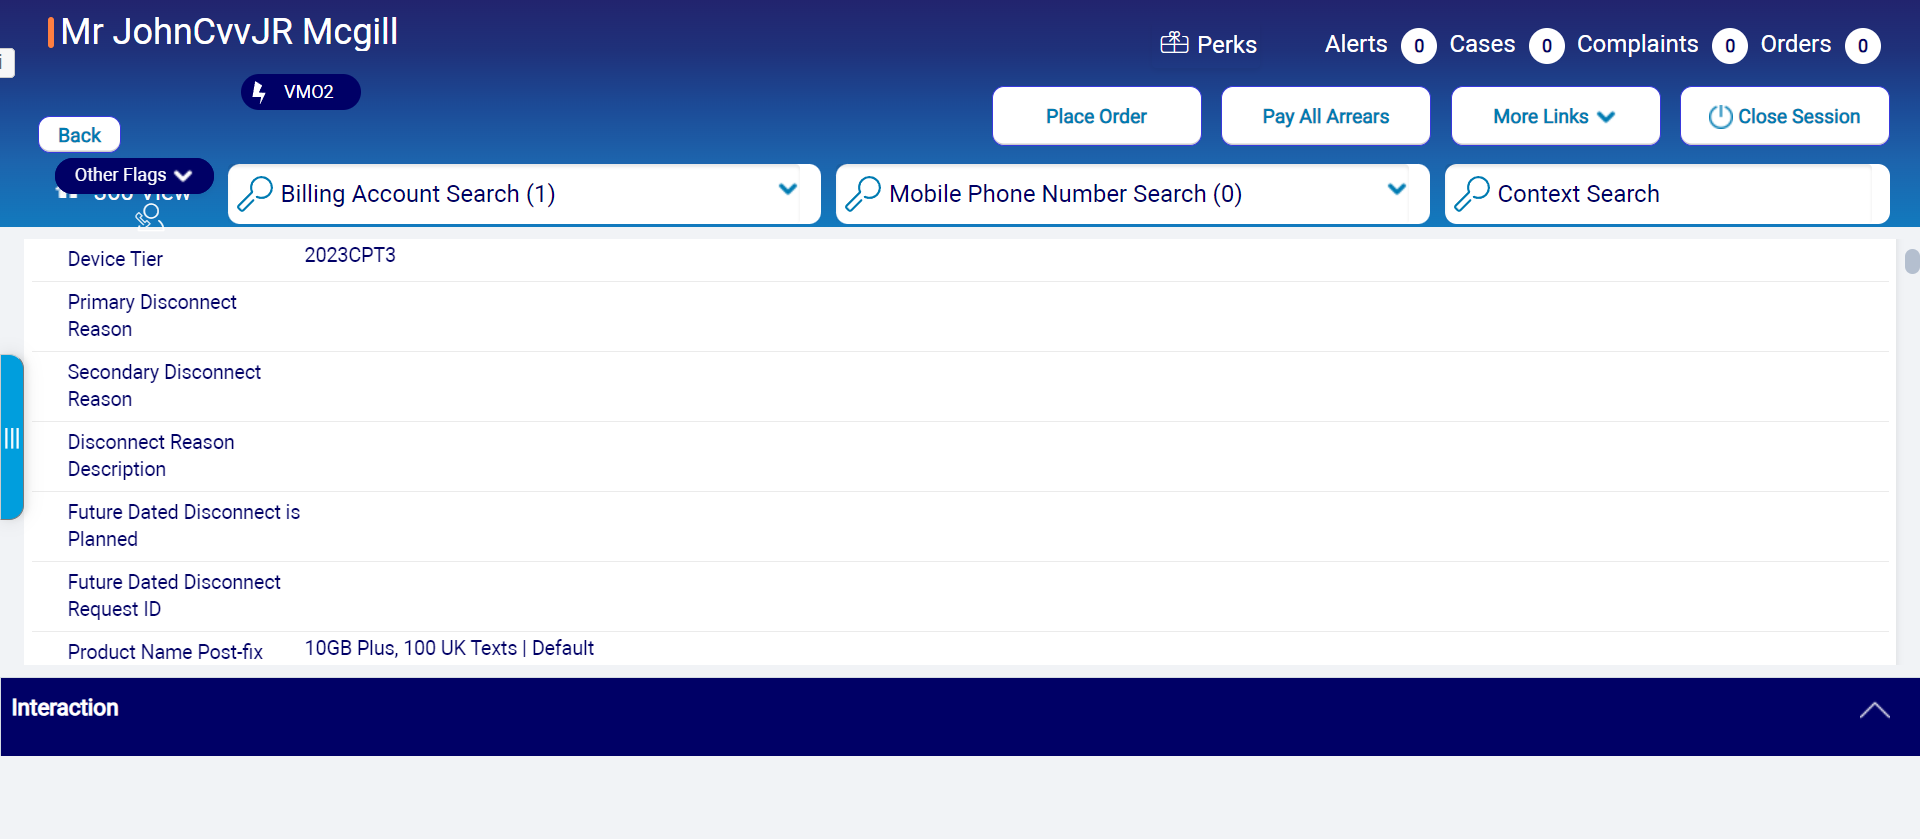 Mr JohnCvvJR Mcgill
Perks
Alerts 0 Cases 0 Complaints 0 Orders 0
VMO2
Place Order
Pay All Arrears
More Links
Close Session
Back
Other Flags
360 View
Billing Account Search (1)
Mobile Phone Number Search (0)
Context Search
Device Tier 2023CPT3
Primary Disconnect
Reason
Secondary Disconnect
Reason
Disconnect Reason
Description
Future Dated Disconnect is
Planned
Future Dated Disconnect
Request ID
Product Name Post-fix 10GB Plus, 100 UK Texts | Default
Interaction